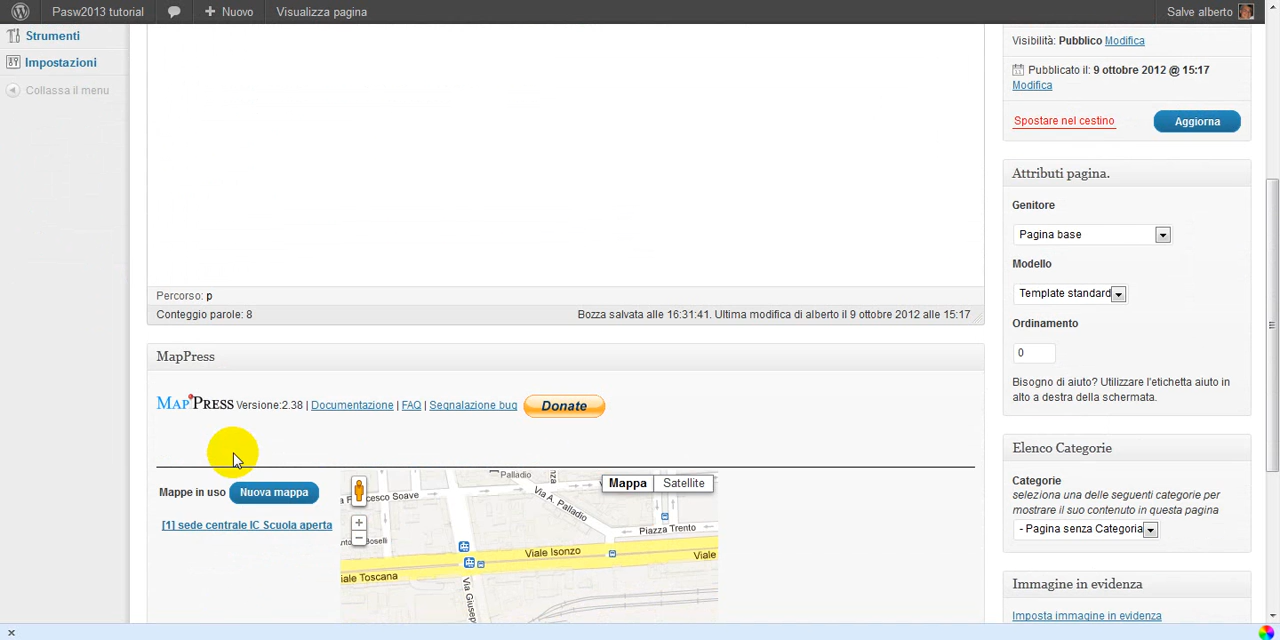 Pasw2013 tutorial
Nuovo
Visualizza pagina
Salve alberto
Strumenti
Impostazioni
Collassa il menu
Visibilità: Pubblico Modifica
Pubblicato il: 9 ottobre 2012 @ 15:17
Modifica
Spostare nel cestino
Aggiorna
Attributi pagina.
Genitore
Pagina base
Modello
Template standard
Ordinamento
0
Bisogno di aiuto? Utilizzare l'etichetta aiuto in
alto a destra della schermata.
Percorso: p
Conteggio parole: 8
Bozza salvata alle 16:31:41. Ultima modifica di alberto il 9 ottobre 2012 alle 15:17
MapPress
MAPPRESS Versione:2.38 | Documentazione | FAQ | Segnalazione bug
Donate
Elenco Categorie
Categorie
seleziona una delle seguenti categorie per
mostrare il suo contenuto in questa pagina
- Pagina senza Categoria
Immagine in evidenza
Imposta immagine in evidenza
Mappe in uso
Nuova mappa
[1] sede centrale IC Scuola aperta
Mappa
Satellite
Palladio
Via A. Palladio
Piazza Trento
Viale Isonzo
Viale
iale Toscana